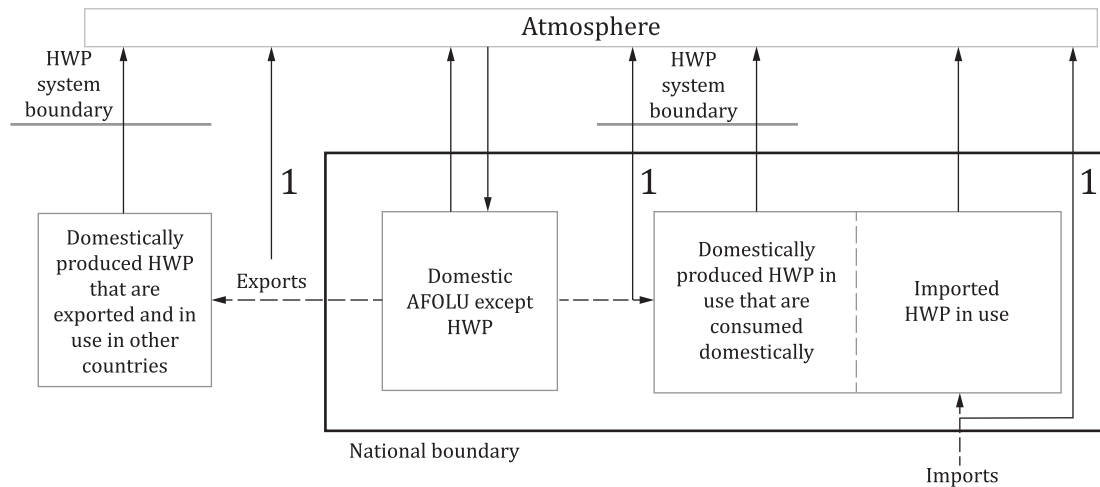 Atmosphere
HWP
system
boundary
HWP
system
boundary
1
1
1
Domestically
produced HWP
that are
exported and in
use in other
countries
Exports
Domestic
AFOLU except
HWP
Domestically
produced HWP in
use that are
consumed
domestically
Imported
HWP in use
National boundary
Imports